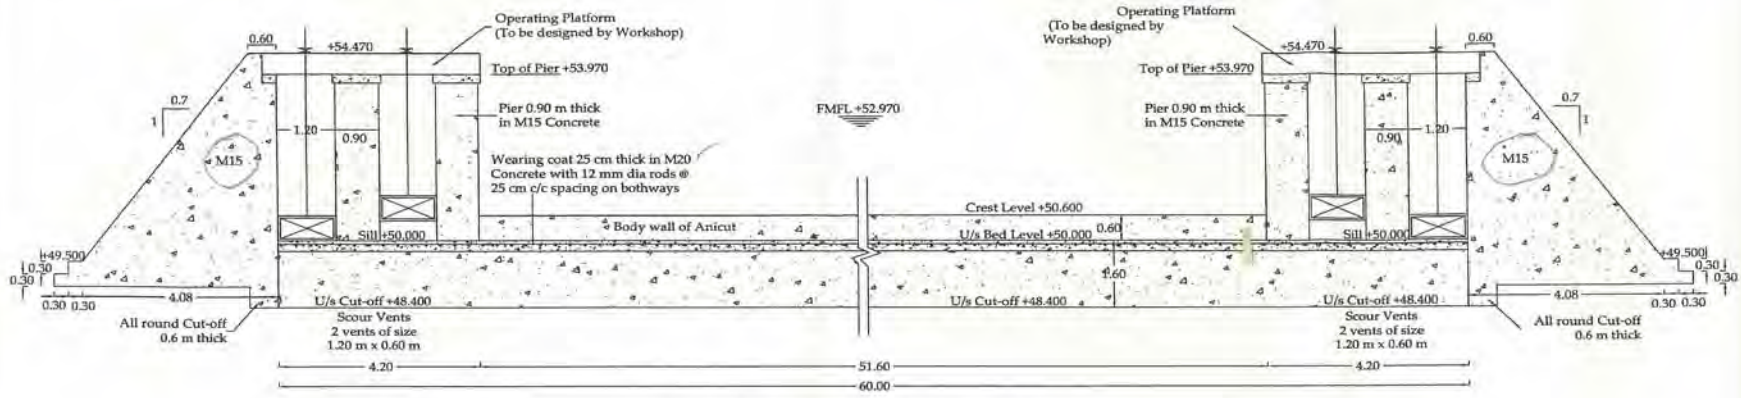 Operating Platform
(To be designed by Workshop)
Operating Platform
(To be designed by
Workshop)
0.60
+54.470
+54.470
0.60
Top of Pier +53.970
Top of Pier +53.970
0.7
1
Pier 0.90 m thick
in M15 Concrete
FMFL +52.970
Pier 0.90 m thick
in M15 Concrete
0.7
1
1.20
0.90
0.90
1.20
M15
Wearing coat 25 cm thick in M20
Concrete with 12 mm dia rods @
25 cm c/c spacing on bothways
M15
Crest Level +50.600
Body wall of Anicut
0.60
Sill +50.000
U/s Bed Level +50.000
Sill +50.000
+49.500
+49.500
0.30
0.30
1.60
0.30
0.30
4.08
U/s Cut-off +48.400
U/s Cut-off +48.400
U/s Cut-off +48.400
4.08
0.30 0.30
0.30 0.30
All round Cut-off
0.6 m thick
Scour Vents
2 vents of size
1.20 m x 0.60 m
Scour Vents
2 vents of size
1.20 m x 0.60 m
All round Cut-off
0.6 m thick
4.20
51.60
4.20
60.00